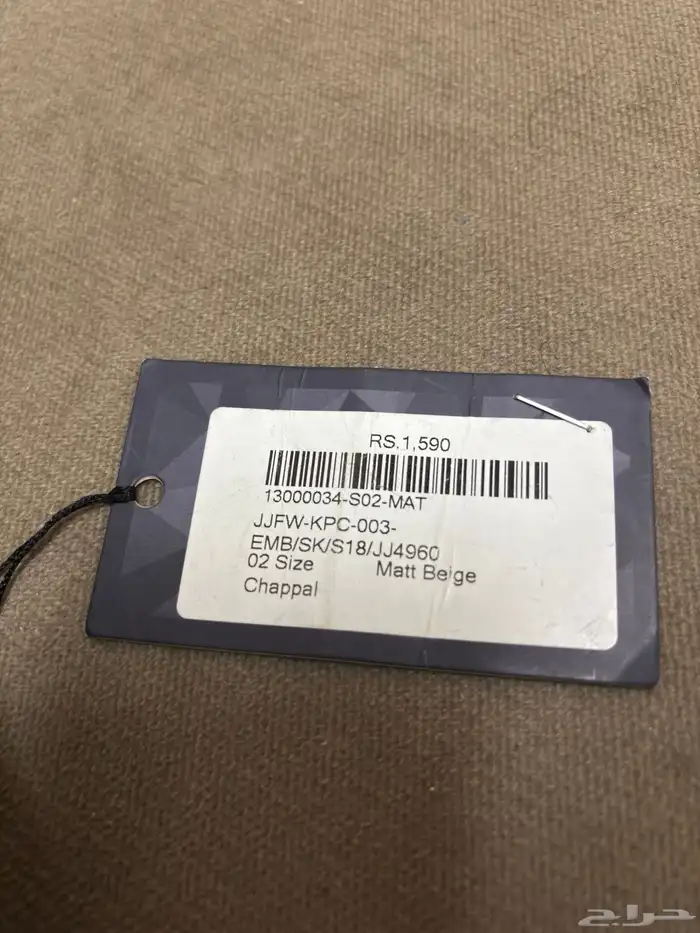 RS.1,590
13000034-S02-MAT
JJFW-KPC-003-
EMB/SK/S18/JJ4960
02 Size Matt Beige
Chappal
حراج